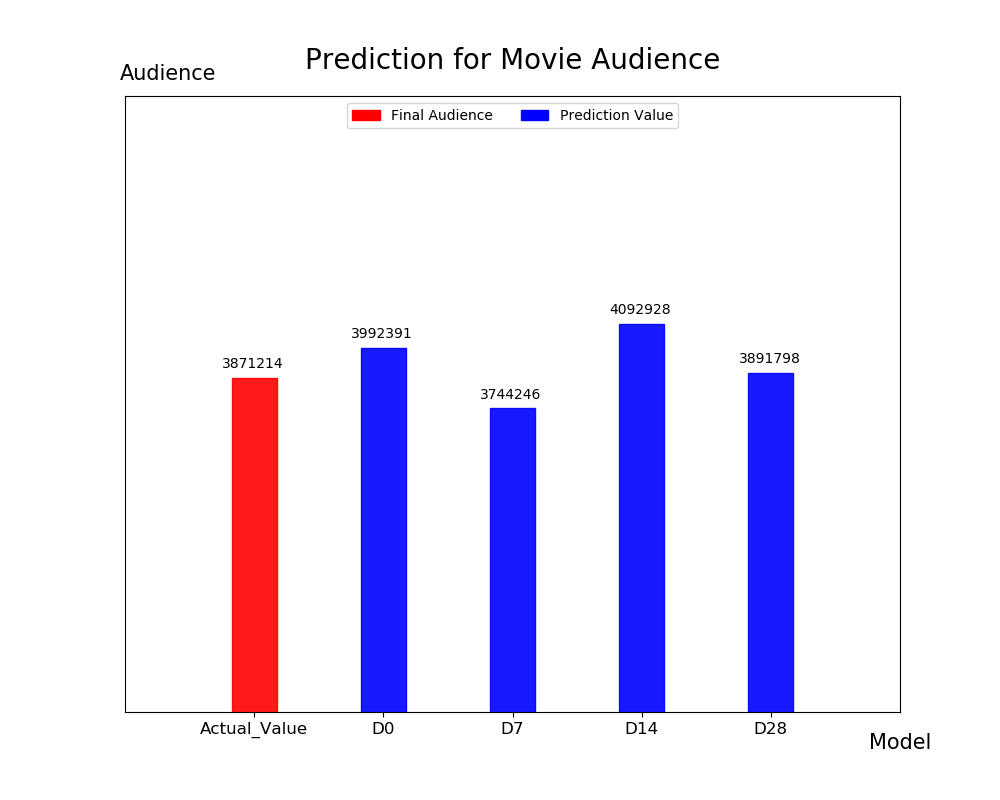 Prediction for Movie Audience
Audience
Final Audience
Prediction Value
4092928
3992391
3891798
3871214
3744246
Actual_Value
D0
D7
D14
D28
Model